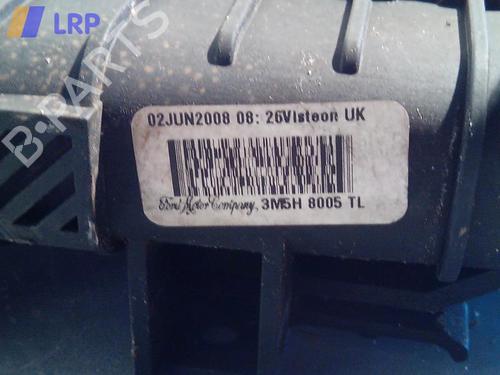 LRP
B-PARTS
02JUN2008 08: 26Visteon UK
Ford Motor Company, 3M5H 8005 TL